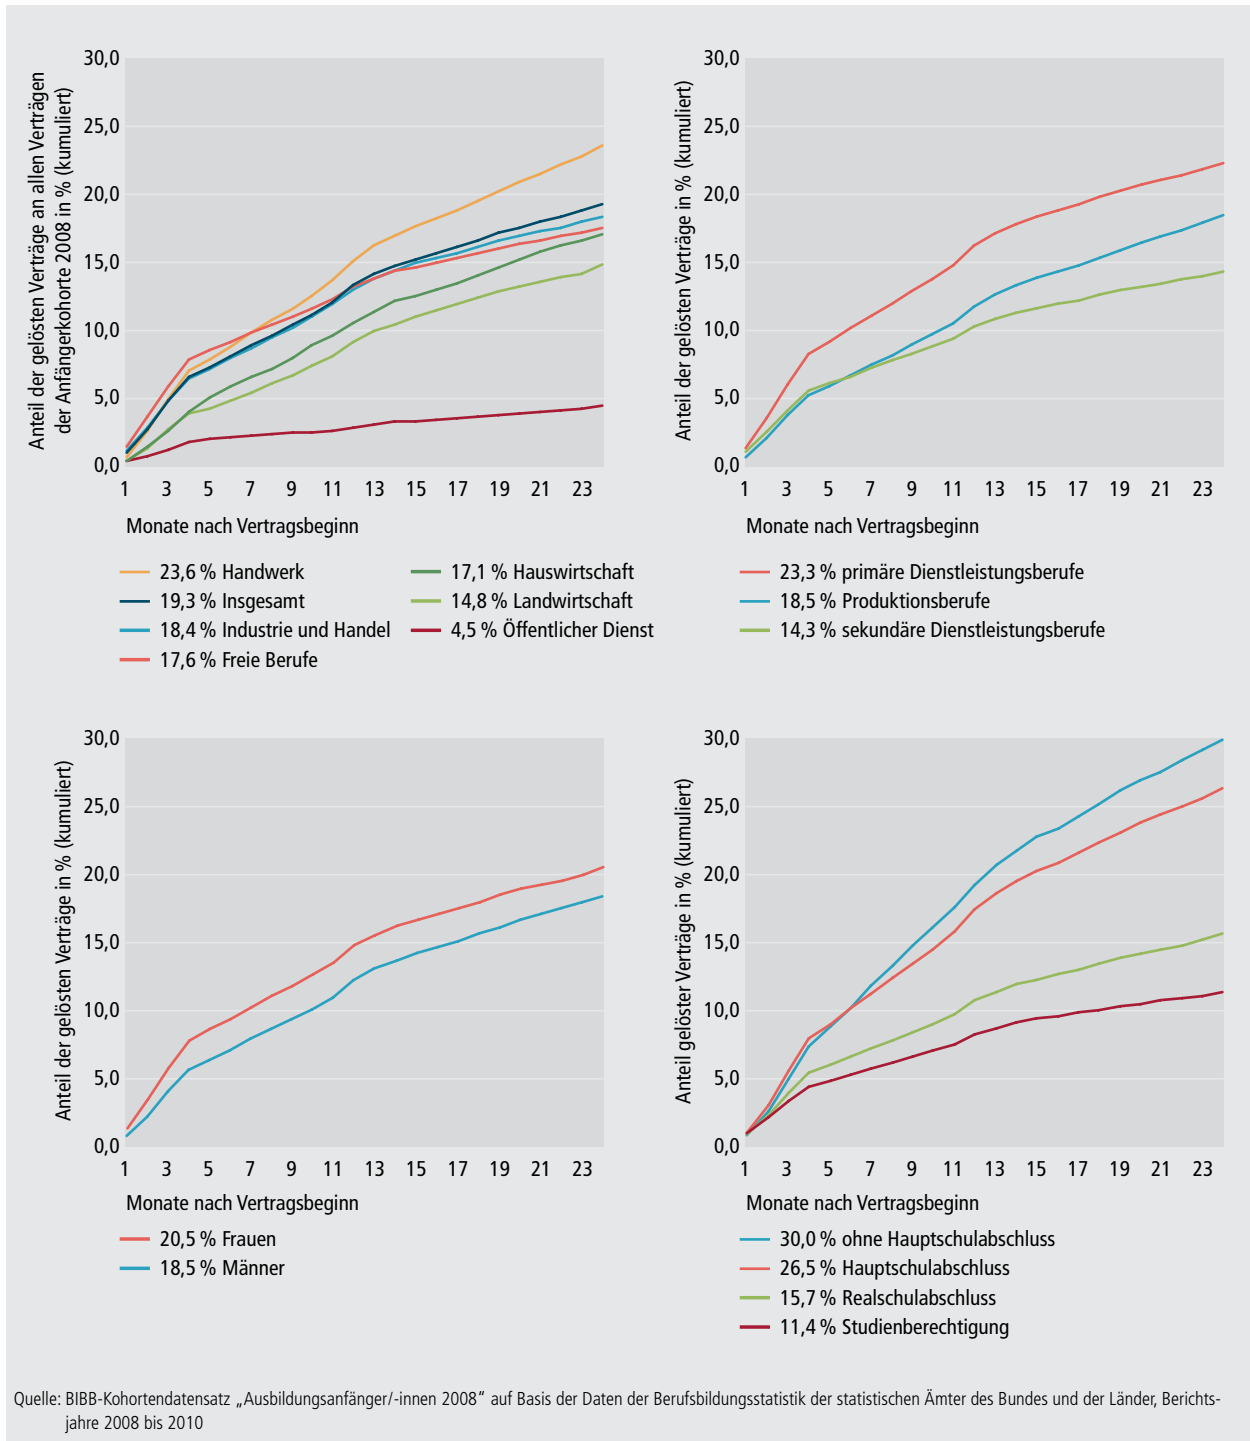 Anteil der gelösten Verträge an allen Verträgen
der Anfängerkohorte 2008 in % (kumuliert)
30,0
25,0
20,0
15,0
10,0
5,0
0,0
1 3 5 7 9 11 13 15 17 19 21 23
Monate nach Vertragsbeginn
23,6 % Handwerk
19,3 % Insgesamt
18,4 % Industrie und Handel
17,6 % Freie Berufe
17,1 % Hauswirtschaft
14,8 % Landwirtschaft
4,5 % Öffentlicher Dienst
Anteil der gelösten Verträge in % (kumuliert)
30,0
25,0
20,0
15,0
10,0
5,0
0,0
1 3 5 7 9 11 13 15 17 19 21 23
Monate nach Vertragsbeginn
23,3 % primäre Dienstleistungsberufe
18,5 % Produktionsberufe
14,3 % sekundäre Dienstleistungsberufe
Anteil der gelösten Verträge in % (kumuliert)
30,0
25,0
20,0
15,0
10,0
5,0
0,0
1 3 5 7 9 11 13 15 17 19 21 23
Monate nach Vertragsbeginn
20,5 % Frauen
18,5 % Männer
Anteil gelöster Verträge in % (kumuliert)
30,0
25,0
20,0
15,0
10,0
5,0
0,0
1 3 5 7 9 11 13 15 17 19 21 23
Monate nach Vertragsbeginn
30,0 % ohne Hauptschulabschluss
26,5 % Hauptschulabschluss
15,7 % Realschulabschluss
11,4 % Studienberechtigung
Quelle: BIBB-Kohortendatensatz „Ausbildungsanfänger/-innen 2008“ auf Basis der Daten der Berufsbildungsstatistik der statistischen Ämter des Bundes und der Länder, Berichts-
jahre 2008 bis 2010